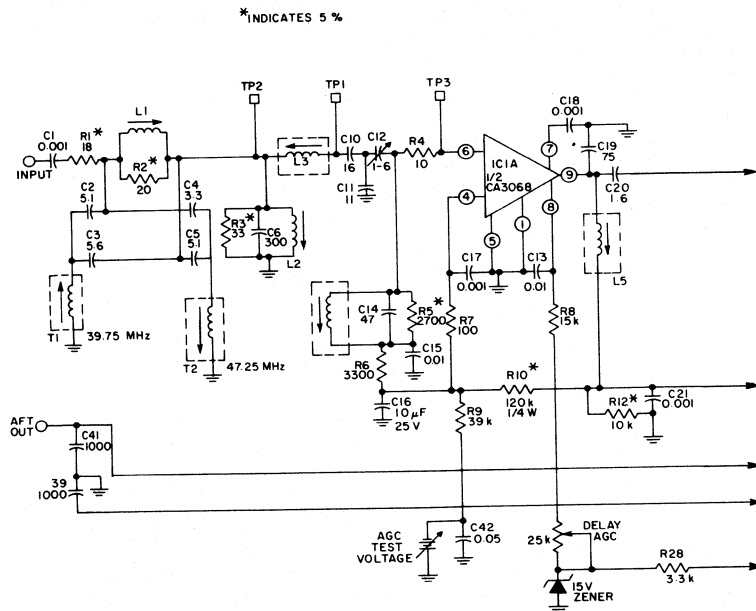 *INDICATES 5 %
TP2
TP1
TP3
C18
0.001
L1
C1
0.001
R1*
18
INPUT
R2*
20
L3
C10
16
C12
1-6
C11
11
R4
10
6
4
IC1A
1/2
CA3068
7
9
8
5
1
C19
75
C20
1.6
C2
5.1
C4
3.3
C3
5.6
C5
5.1
R3*
33
C6
300
L2
C17
0.001
C13
0.01
L5
T1
39.75 MHz
T2
47.25 MHz
C14
47
R5
2700
*
R7
100
R8
15k
C15
0.01
R6
3300
R10*
120 k
1/4 W
C16
10 µF
25 V
R9
39 k
R12*
10 k
C21
0.001
AFT
OUT
C41
1000
39
1000
AGC
TEST
VOLTAGE
C42
0.05
25 k
DELAY
AGC
15V
ZENER
R28
3.3 k